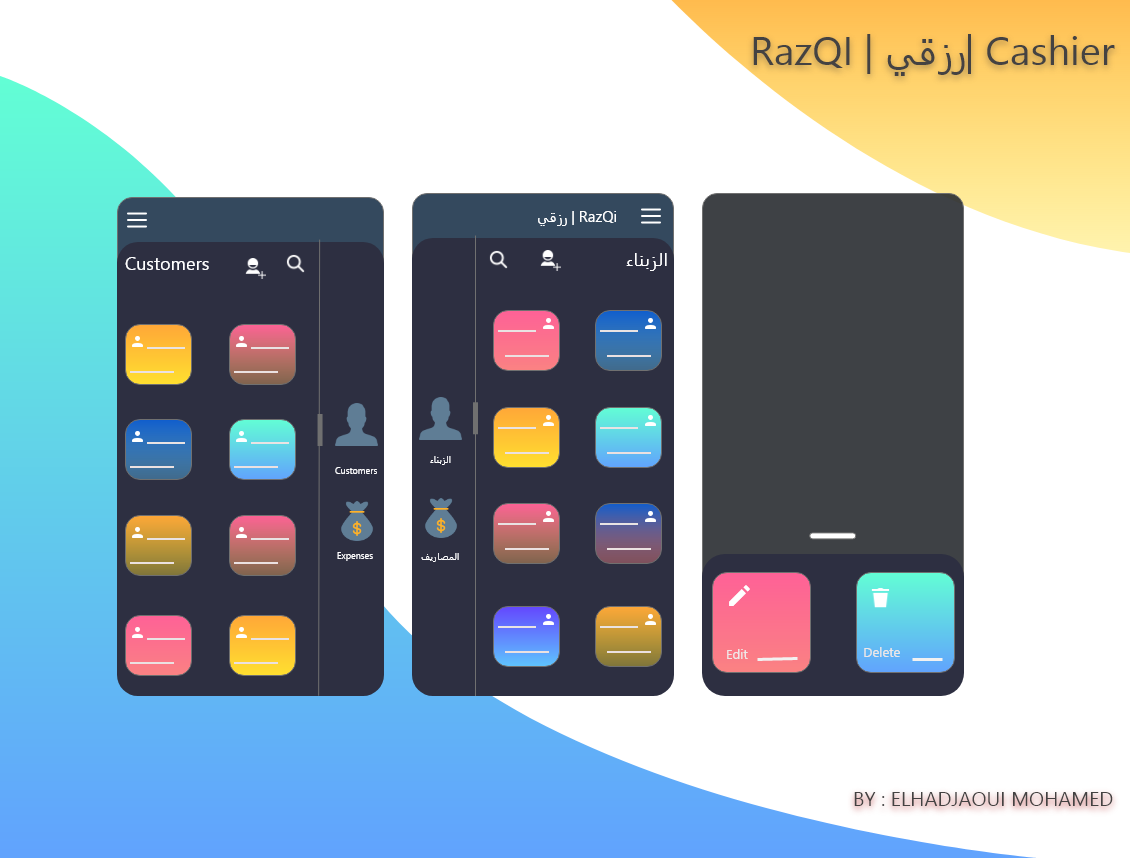 RazQI | رزقي| Cashier
Customers
Customers
Expenses
رزقي | RazQi
الزبناء
الزبناء
المصاريف
Edit
Delete
BY : ELHADJAOUI MOHAMED